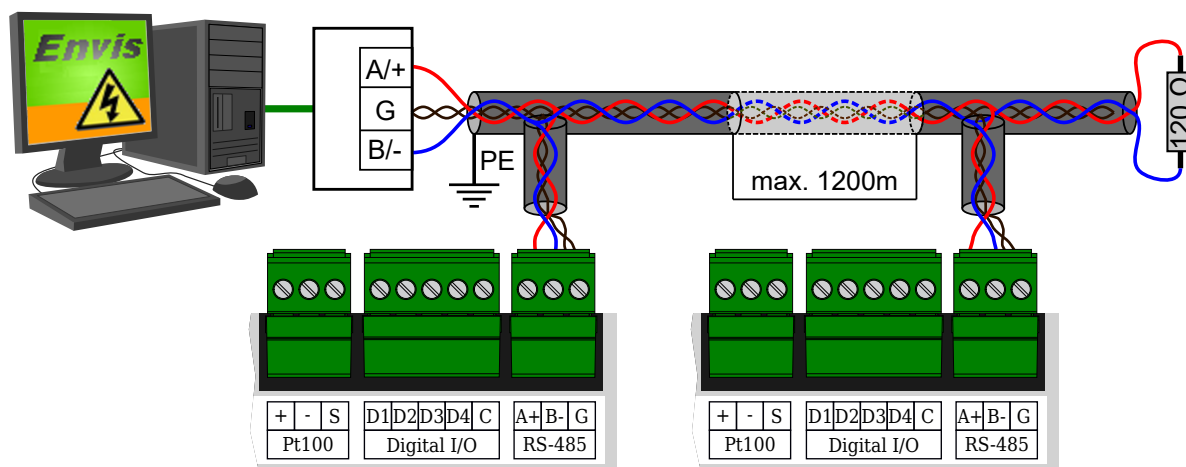 Envis
A/+
G
B/-
PE
max. 1200m
120 Ω
+ - S
Pt100
D1 D2 D3 D4 C
Digital I/O
A+ B- G
RS-485
+ - S
Pt100
D1 D2 D3 D4 C
Digital I/O
A+ B- G
RS-485